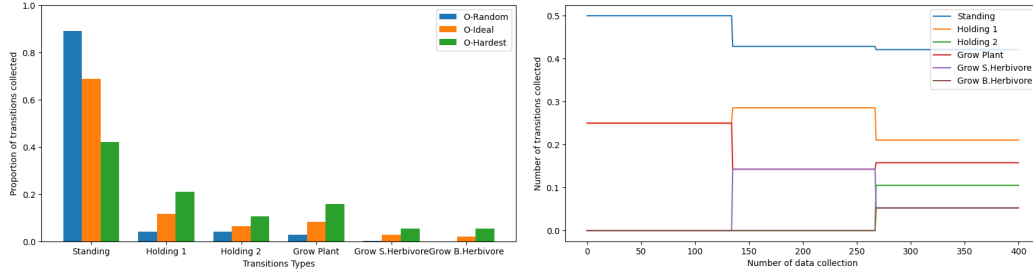 1.0
0.8
0.6
0.4
0.2
0.0
Proportion of transitions collected
O-Random
O-Ideal
O-Hardest
Standing Holding 1 Holding 2 Grow Plant Grow S.Herbivore Grow B.Herbivore
Transitions Types
0.5
0.4
0.3
0.2
0.1
0.0
Number of transitions collected
Standing
Holding 1
Holding 2
Grow Plant
Grow S.Herbivore
Grow B.Herbivore
0 50 100 150 200 250 300 350 400
Number of data collection